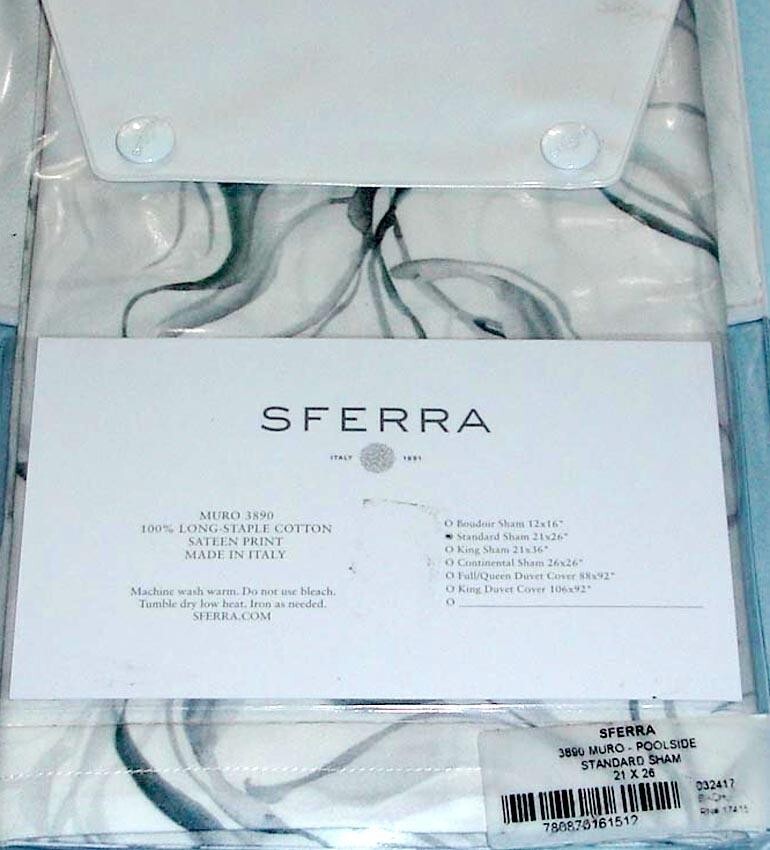 SFERRA
ITALY 1891
MURO 3890
100% LONG-STAPLE COTTON
SATEEN PRINT
MADE IN ITALY
Machine wash warm. Do not use bleach.
Tumble dry low heat. Iron as needed.
SFERRA.COM
O Boudoir Sham 12x16"
Standard Sham 21x26"
O King Sham 21x36"
O Continental Sham 26x26"
O Full/Queen Duvet Cover 88x92"
O King Duvet Cover 106x92"
O
SFERRA
3890 MURO - POOLSIDE
STANDARD SHAM
21 X 26
032417
780870161512